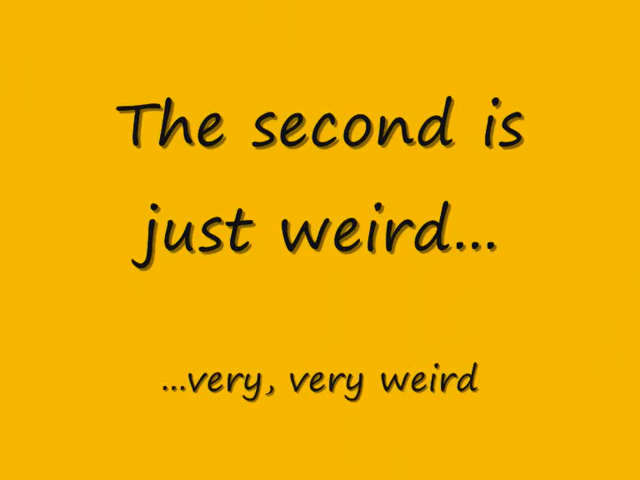 The second is
just weird...
...very, very weird